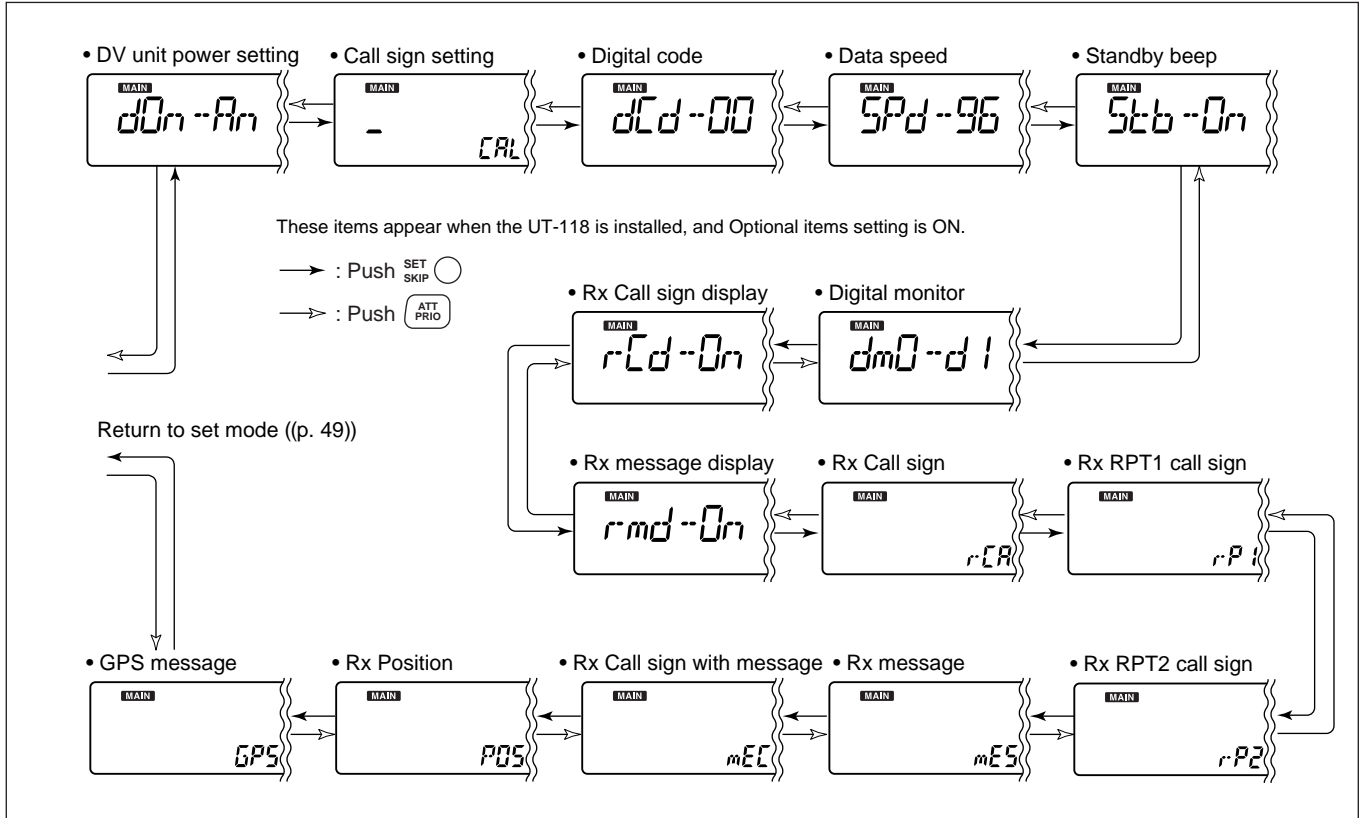 • DV unit power setting
• Call sign setting
• Digital code
• Data speed
• Standby beep
MAIN
dOn-An
MAIN
_
CAL
MAIN
dCd-00
MAIN
SPd-96
MAIN
Stb-On
These items appear when the UT-118 is installed, and Optional items setting is ON.
: Push SET SKIP
: Push ATT PRIO
• Rx Call sign display
• Digital monitor
MAIN
rCd-On
MAIN
dmO-d1
Return to set mode ((p. 49))
• Rx message display
• Rx Call sign
• Rx RPT1 call sign
MAIN
rmd-On
MAIN
rCA
MAIN
rP1
• GPS message
• Rx Position
• Rx Call sign with message
• Rx message
• Rx RPT2 call sign
MAIN
GPS
MAIN
POS
MAIN
mEC
MAIN
mES
MAIN
rP2